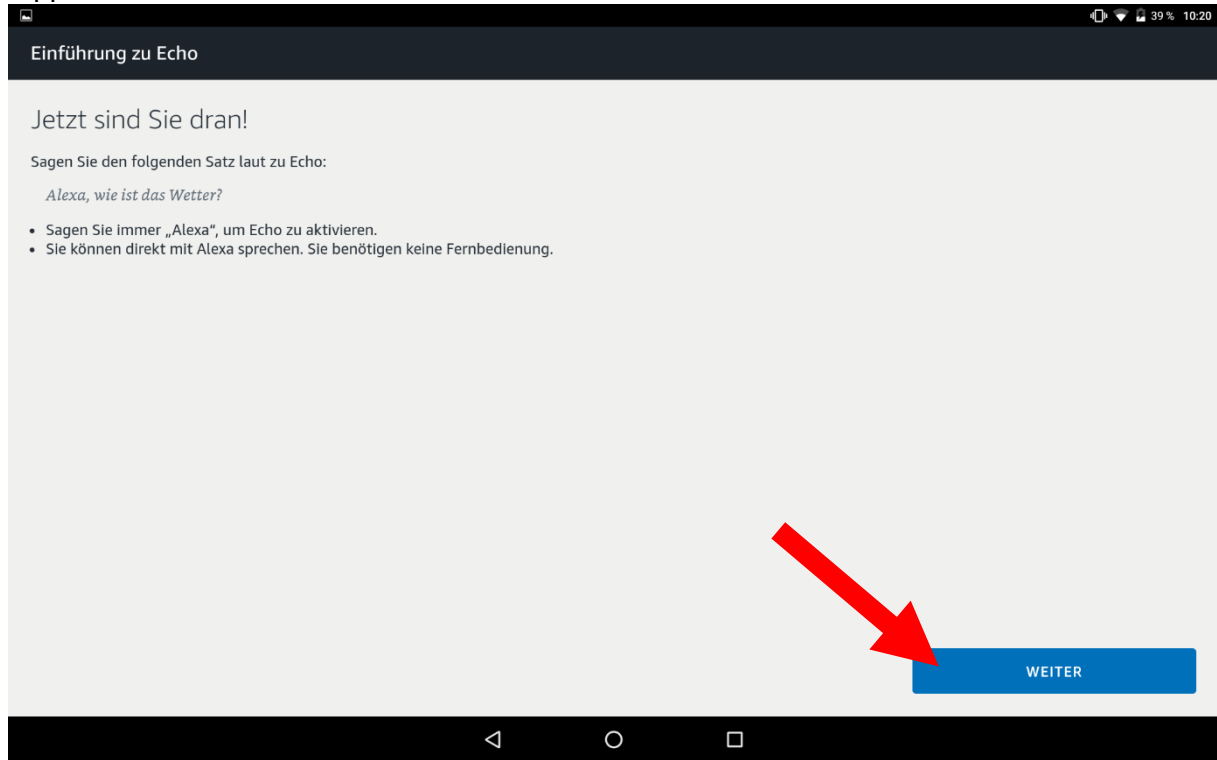 39 % 10:20
Einführung zu Echo
Jetzt sind Sie dran!
Sagen Sie den folgenden Satz laut zu Echo:
Alexa, wie ist das Wetter?
• Sagen Sie immer „Alexa“, um Echo zu aktivieren.
• Sie können direkt mit Alexa sprechen. Sie benötigen keine Fernbedienung.
WEITER